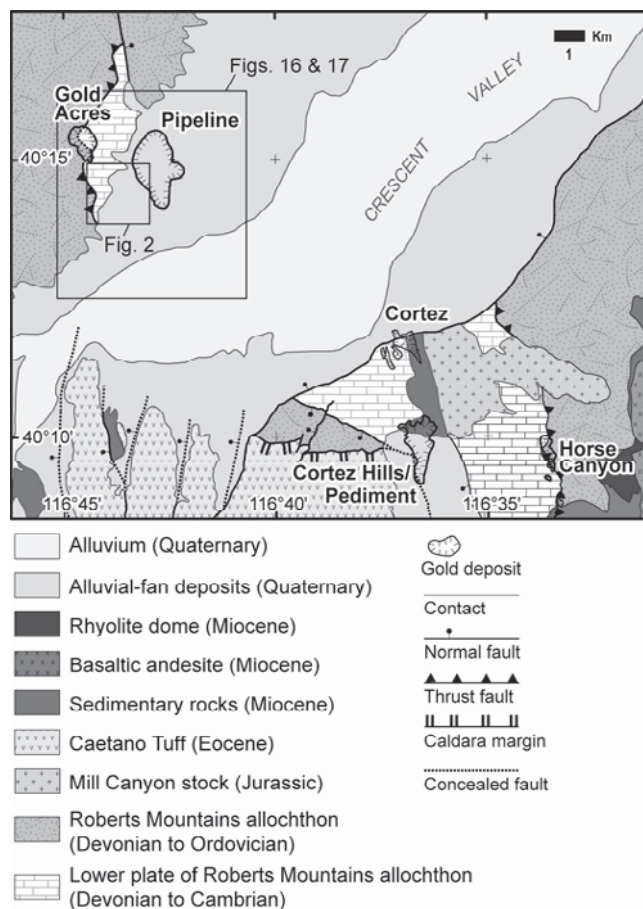 Km
1
Figs. 16 & 17
Gold
Acres
Pipeline
VALLEY
CRESCENT
40°15'
Fig. 2
Cortez
40°10'
Horse
Canyon
Cortez Hills/
Pediment
116°45'
116°40'
116°35'
Alluvium (Quaternary)
Alluvial-fan deposits (Quaternary)
Rhyolite dome (Miocene)
Basaltic andesite (Miocene)
Sedimentary rocks (Miocene)
Caetano Tuff (Eocene)
Mill Canyon stock (Jurassic)
Roberts Mountains allochthon
(Devonian to Ordovician)
Lower plate of Roberts Mountains allochthon
(Devonian to Cambrian)
Gold deposit
Contact
Normal fault
Thrust fault
Caldara margin
Concealed fault